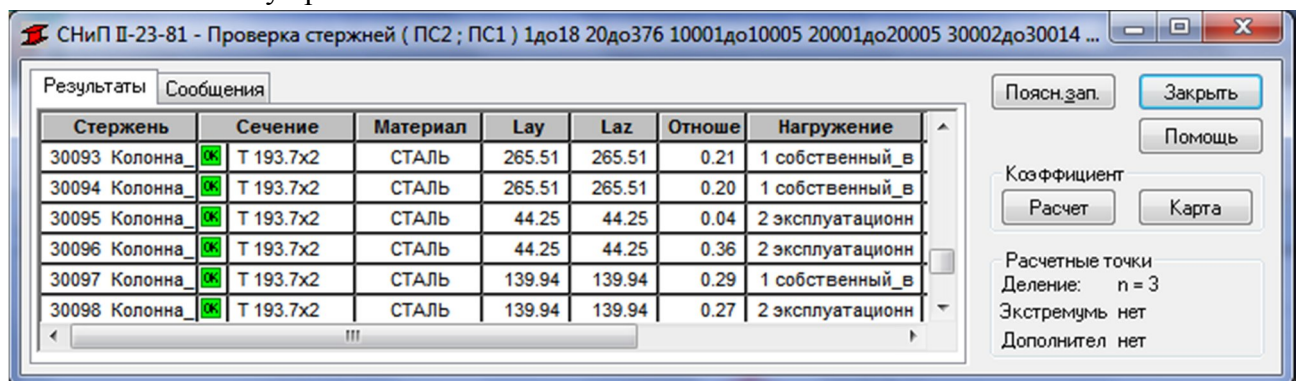 СНиП II-23-81 - Проверка стержней ( ПС2 ; ПС1 ) 1до18 20до376 10001до10005 20001до20005 30002до30014 ...
Результаты Сообщения
Стержень Сечение Материал Lay Laz Отноше Нагружение
30093 Колонна_ OK T 193.7x2 СТАЛЬ 265.51 265.51 0.21 1 собственный_в
30094 Колонна_ OK T 193.7x2 СТАЛЬ 265.51 265.51 0.20 1 собственный_в
30095 Колонна_ OK T 193.7x2 СТАЛЬ 44.25 44.25 0.04 2 эксплуатационн
30096 Колонна_ OK T 193.7x2 СТАЛЬ 44.25 44.25 0.36 2 эксплуатационн
30097 Колонна_ OK T 193.7x2 СТАЛЬ 139.94 139.94 0.29 1 собственный_в
30098 Колонна_ OK T 193.7x2 СТАЛЬ 139.94 139.94 0.27 2 эксплуатационн
Поясн.зап. Закрыть
Помощь
Коэффициент
Расчет Карта
Расчетные точки
Деление: n = 3
Экстремумь нет
Дополнител нет